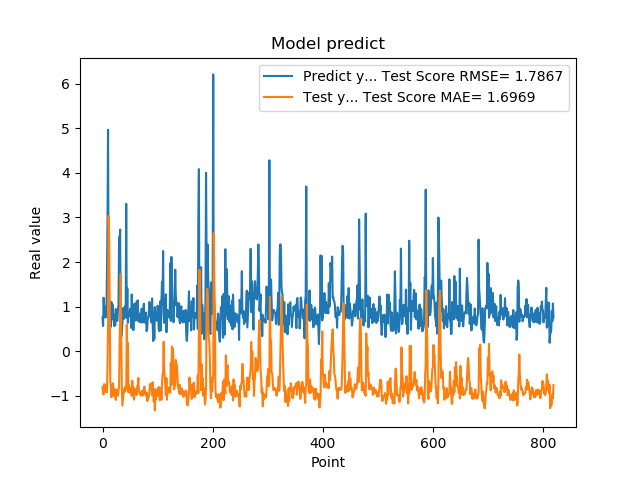 Model predict
Predict y... Test Score RMSE= 1.7867
Test y... Test Score MAE= 1.6969
Real value
6
5
4
3
2
1
0
−1
0 200 400 600 800
Point